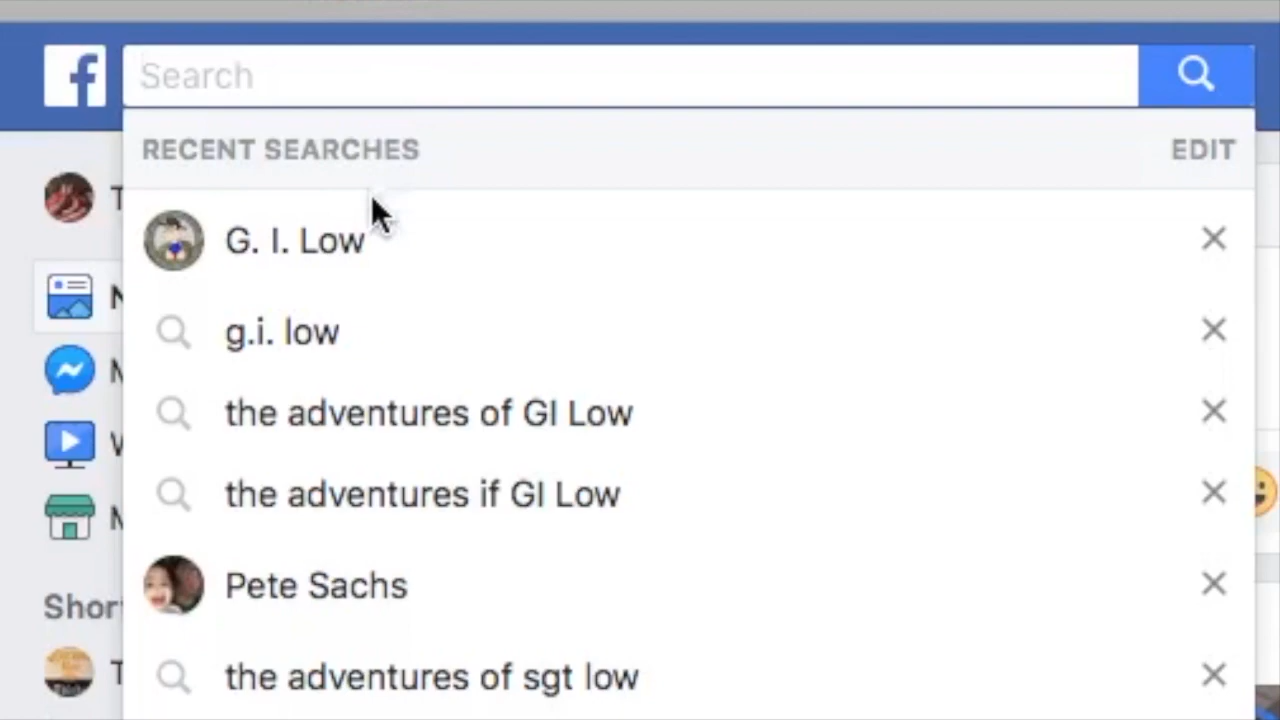 Search
RECENT SEARCHES
EDIT
G. I. Low
g.i. low
the adventures of GI Low
the adventures if GI Low
Pete Sachs
the adventures of sgt low